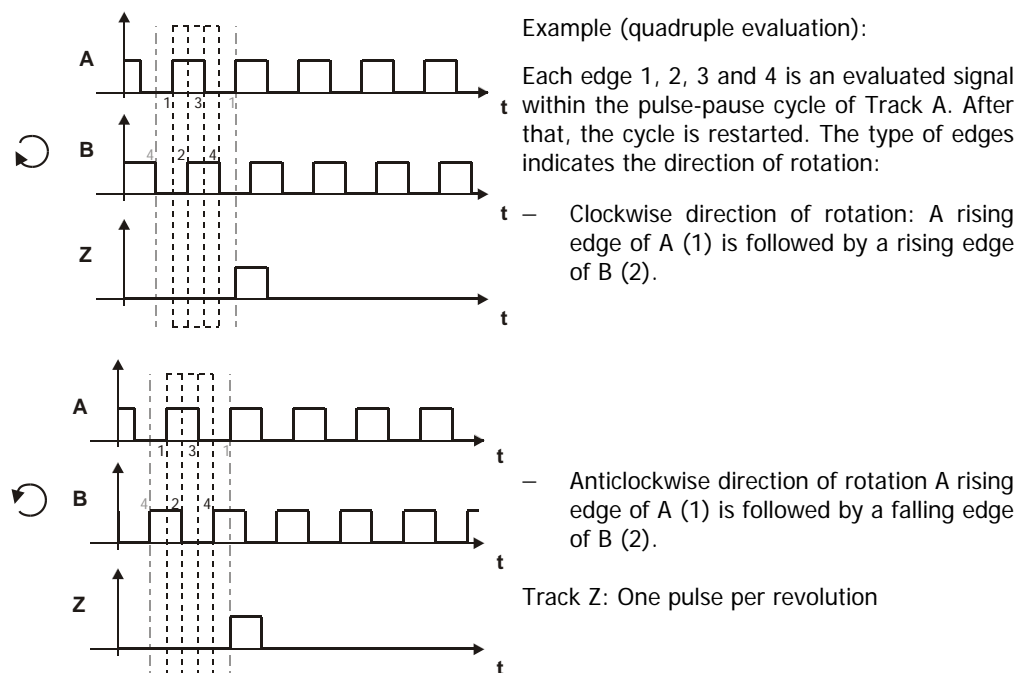 A
1 3 1
t
B
4 2 4
t
Z
t
Example (quadruple evaluation):
Each edge 1, 2, 3 and 4 is an evaluated signal
within the pulse-pause cycle of Track A. After
that, the cycle is restarted. The type of edges
indicates the direction of rotation:
– Clockwise direction of rotation: A rising
edge of A (1) is followed by a rising edge
of B (2).
A
1 3 1
t
B
4 2 4
t
Z
t
– Anticlockwise direction of rotation A rising
edge of A (1) is followed by a falling edge
of B (2).
Track Z: One pulse per revolution